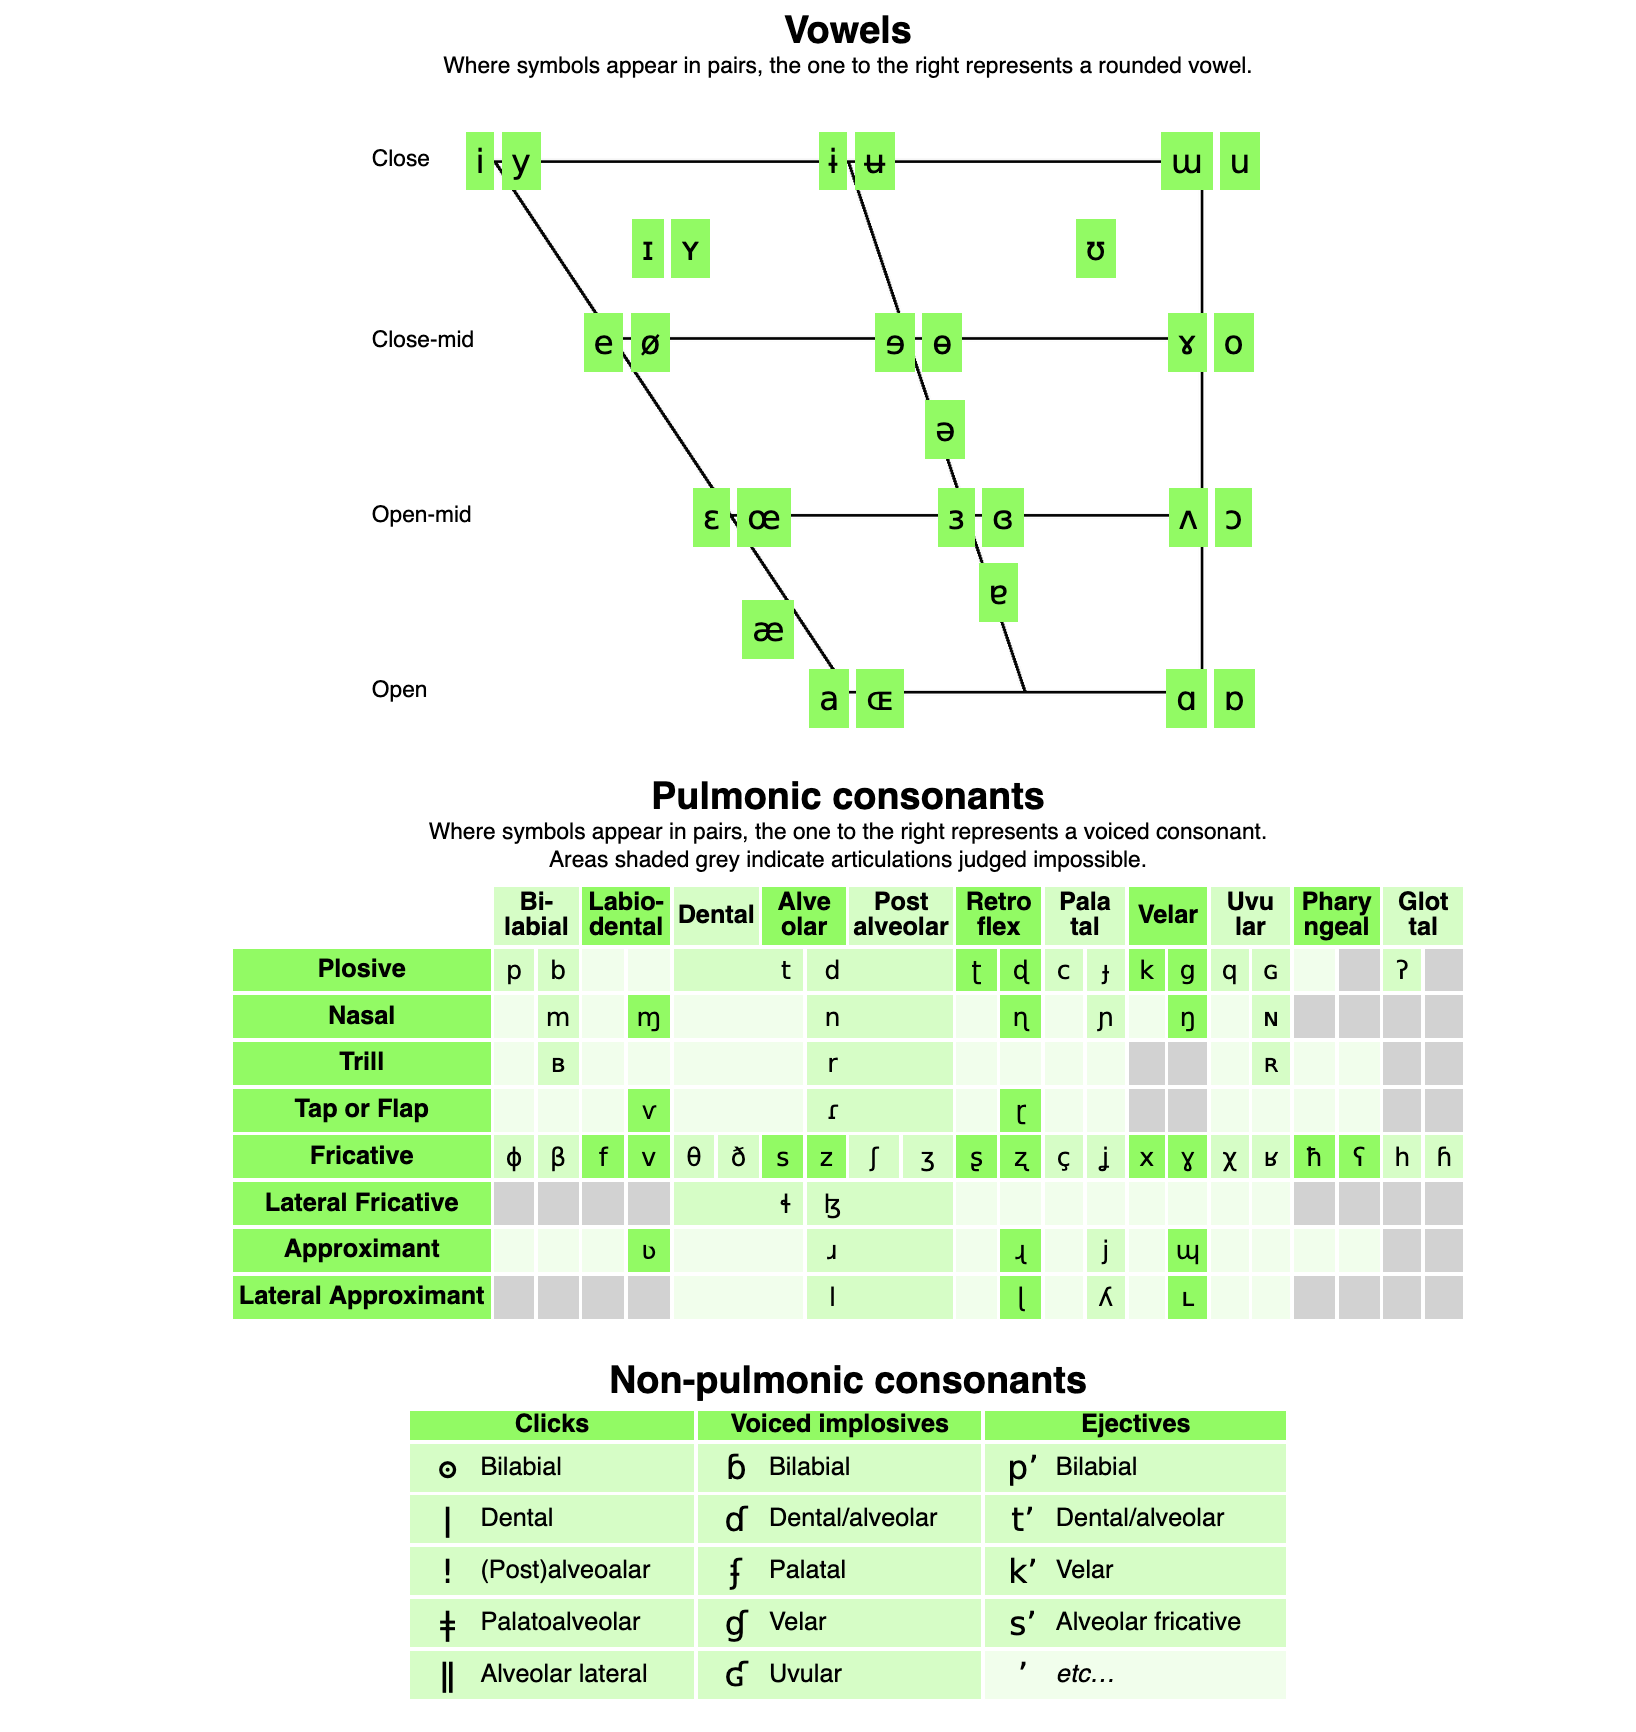 Vowels
Where symbols appear in pairs, the one to the right represents a rounded vowel.
Close i y ɨ ʉ ɯ u
ɪ ʏ ʊ
Close-mid e ø ɘ ɵ ɤ o
ə
Open-mid ɛ œ ɜ ɞ ʌ ɔ
ɐ
æ
Open a ɶ ɑ ɒ
Pulmonic consonants
Where symbols appear in pairs, the one to the right represents a voiced consonant.
Areas shaded grey indicate articulations judged impossible.
Bi- Labio- Alve Post Retro Pala Uvu Phary Glot
Dental Velar
labial dental olar alveolar flex tal lar ngeal tal
Plosive p b t d ʈ ɖ c ɟ k ɡ q ɢ ʔ
Nasal m ɱ n ɳ ɲ ŋ ɴ
Trill ʙ r ʀ
Tap or Flap ⱱ ɾ ɽ
Fricative ɸ β f v θ ð s z ʃ ʒ ʂ ʐ ç ʝ x ɣ χ ʁ ħ ʕ h ɦ
Lateral Fricative ɬ ɮ
Approximant ʋ ɹ ɻ j ɰ
Lateral Approximant l ɭ ʎ ʟ
Non-pulmonic consonants
Clicks Voiced implosives Ejectives
ʘ Bilabial ɓ Bilabial pʼ Bilabial
ǀ Dental ɗ Dental/alveolar tʼ Dental/alveolar
ǃ (Post)alveoalar ʄ Palatal kʼ Velar
ǂ Palatoalveolar ɠ Velar sʼ Alveolar fricative
ǁ Alveolar lateral ʛ Uvular ʼ etc…